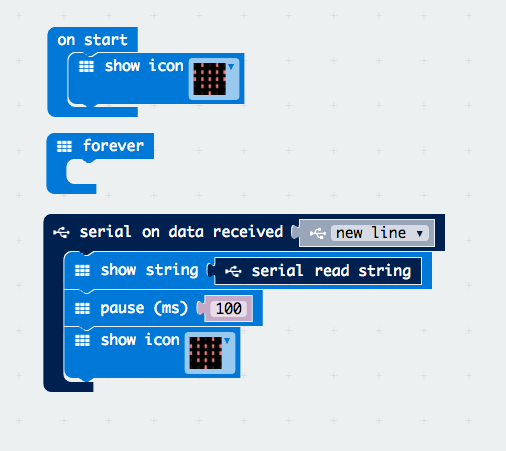 on start
show icon
forever
serial on data received new line
show string serial read string
pause (ms) 100
show icon